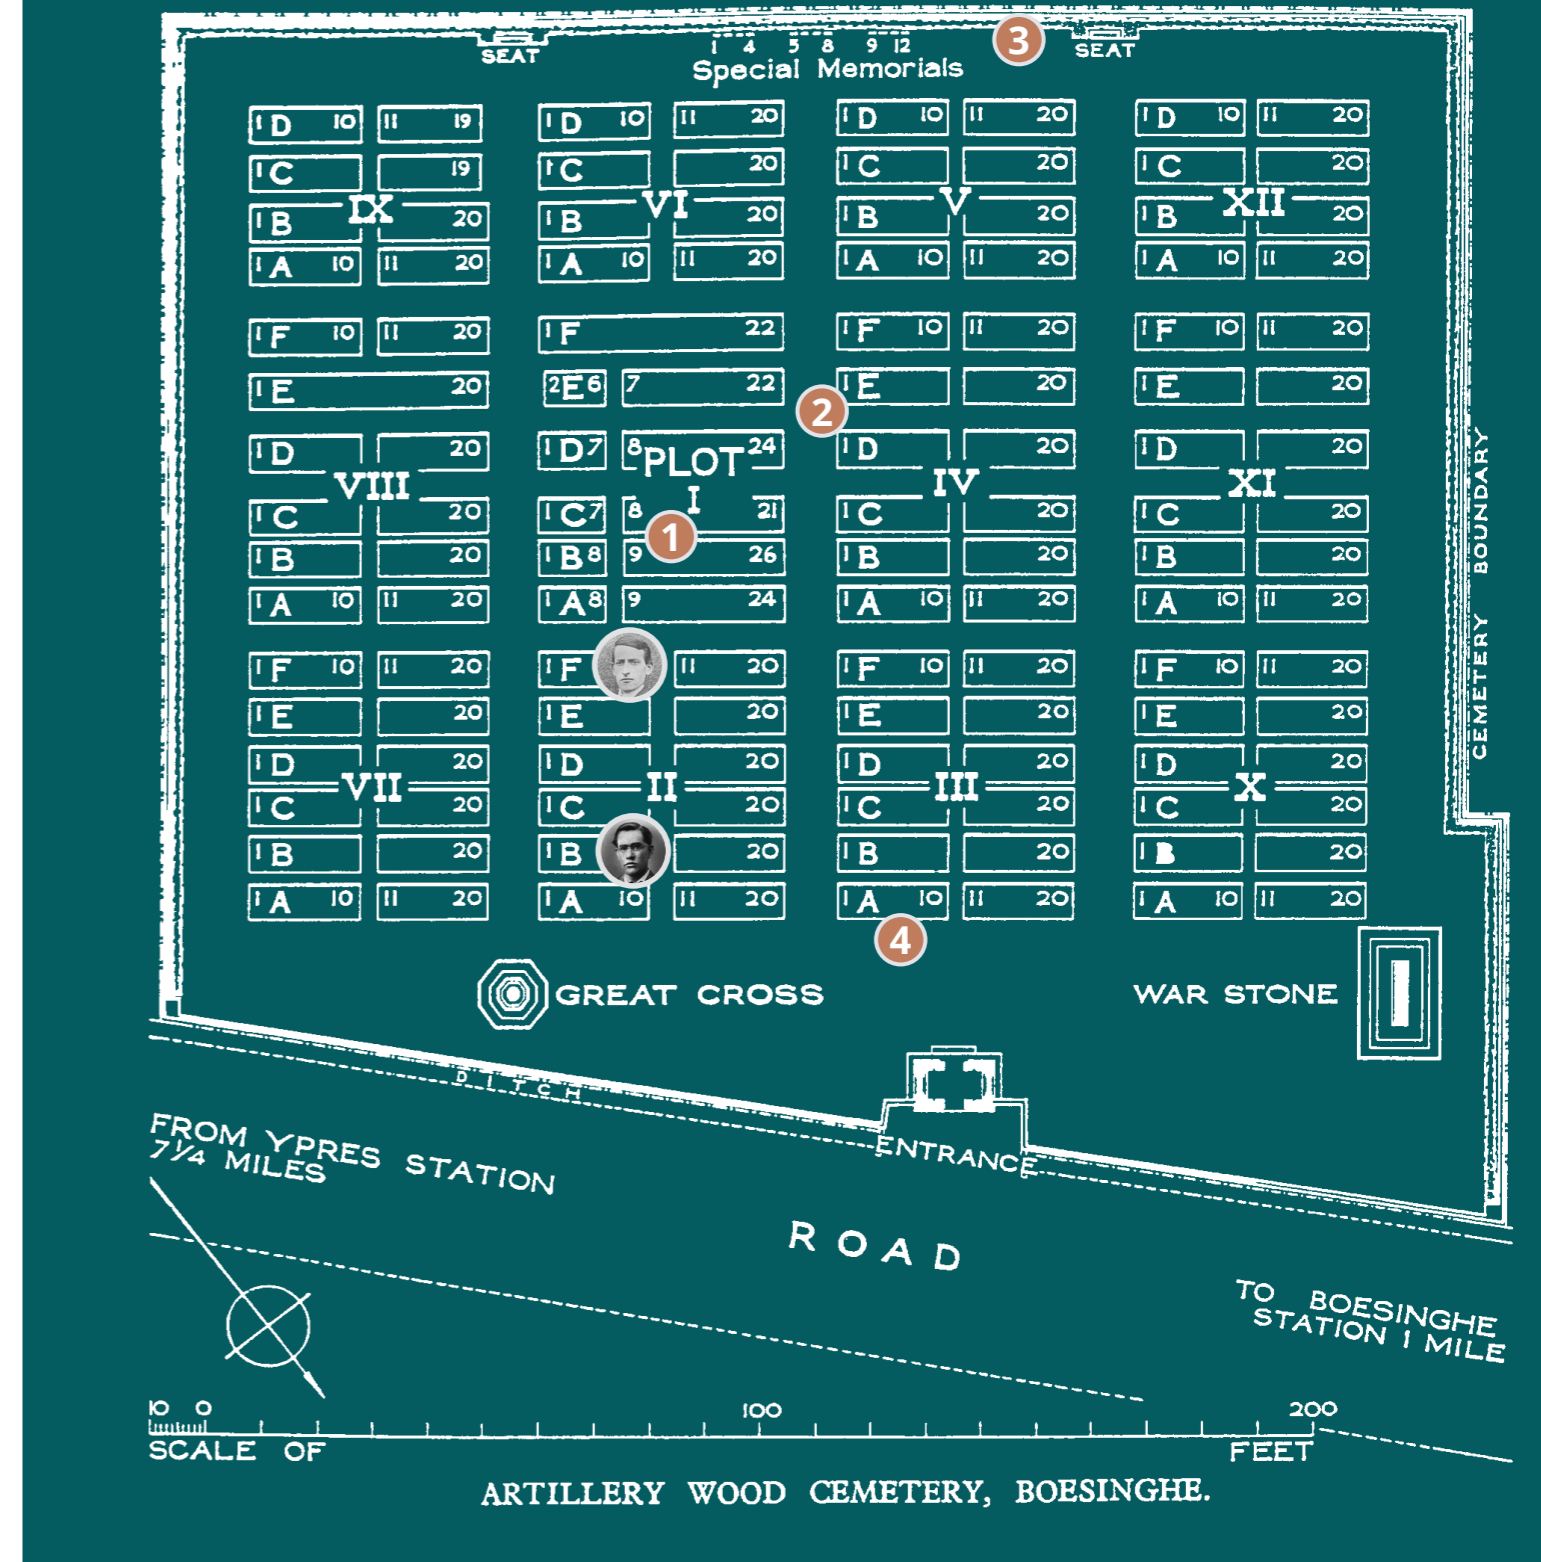 3
SEAT 1 4 5 8 9 12 SEAT
Special Memorials
1 D 10 11 19 1 D 10 11 20 1 D 10 11 20 1 D 10 11 20
1 C 19 1 C 20 1 C 20 1 C 20
IX VI V XII
1 B 20 1 B 20 1 B 20 1 B 20
1 A 10 11 20 1 A 10 11 20 1 A 10 11 20 1 A 10 11 20
1 F 10 11 20 1 F 22 1 F 10 11 20 1 F 10 11 20
1 E 20 2 E 6 7 22 1 E 20 1 E 20
2
1 D 20 1 D 7 8 24 1 D 20 1 D 20
VIII PLOT I IV XI
1 C 20 1 C 7 8 21 1 C 20 1 C 20
1
1 B 20 1 B 8 9 26 1 B 20 1 B 20
1 A 10 11 20 1 A 8 9 24 1 A 10 11 20 1 A 10 11 20
1 F 10 11 20 1 F 11 20 1 F 10 11 20 1 F 10 11 20
1 E 20 1 E 20 1 E 20 1 E 20
1 D 20 1 D 20 1 D 20 1 D 20
VII II III X
1 C 20 1 C 20 1 C 20 1 C 20
1 B 20 1 B 20 1 B 20 1 B 20
1 A 10 11 20 1 A 10 11 20 1 A 10 11 20 1 A 10 11 20
4
CEMETERY BOUNDARY
GREAT CROSS
WAR STONE
DITCH
ENTRANCE
FROM YPRES STATION
7 1/4 MILES
ROAD
TO BOESINGHE
STATION 1 MILE
10 0 100 200
SCALE OF FEET
ARTILLERY WOOD CEMETERY, BOESINGHE.